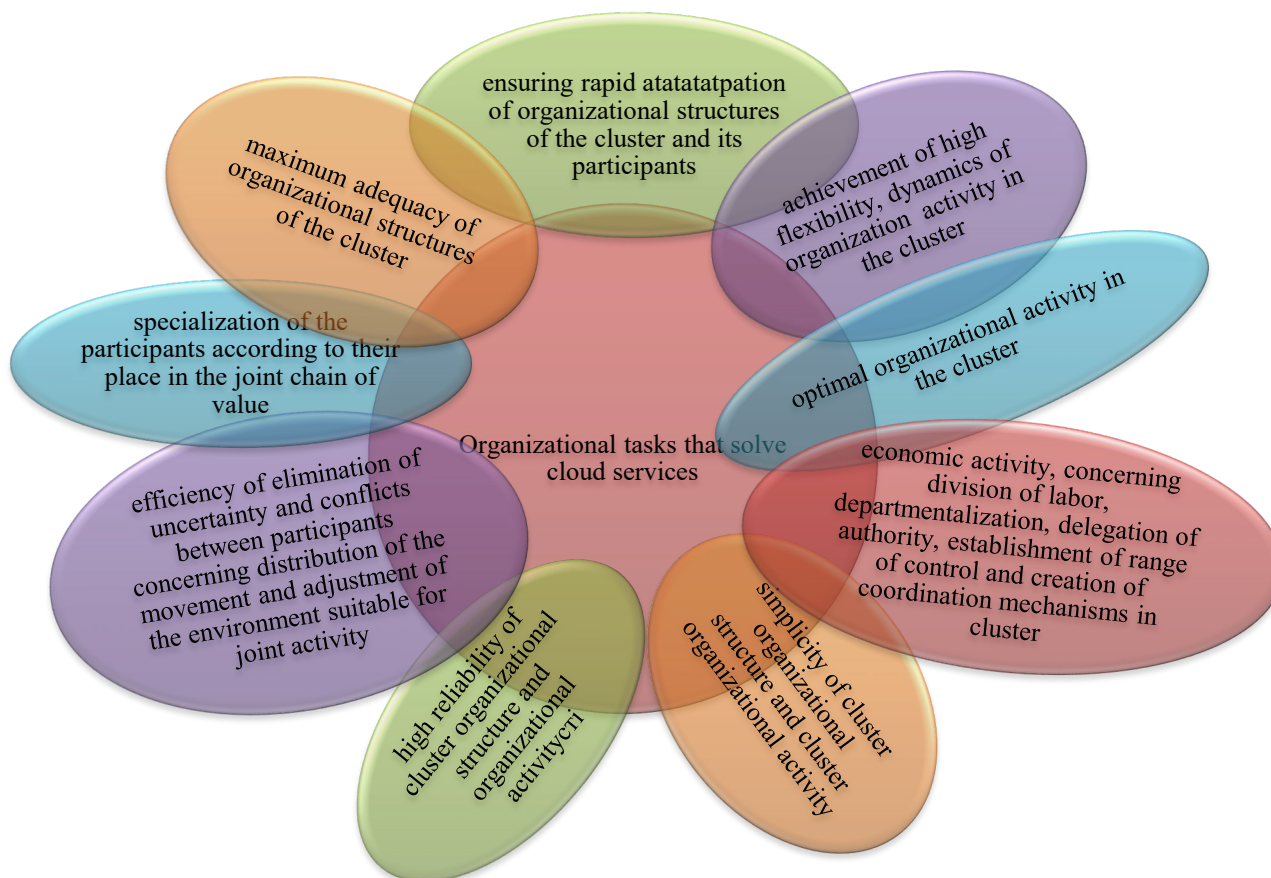 ensuring rapid atatatatpation
of organizational structures
of the cluster and its
participants
achievement of high
flexibility, dynamics of
organization activity in
the cluster
optimal organizational activity in
the cluster
economic activity, concerning
division of labor,
departmentalization, delegation of
authority, establishment of range
of control and creation of
coordination mechanisms in
cluster
simplicity of cluster
organizational
structure and cluster
organizational activity
high reliability of
cluster organizational
structure and
organizational
activityсті
efficiency of elimination of
uncertainty and conflicts
between participants
concerning distribution of the
movement and adjustment of
the environment suitable for
joint activity
specialization of the
participants according to their
place in the joint chain of
value
maximum adequacy of
organizational structures
of the cluster
Organizational tasks that solve
cloud services